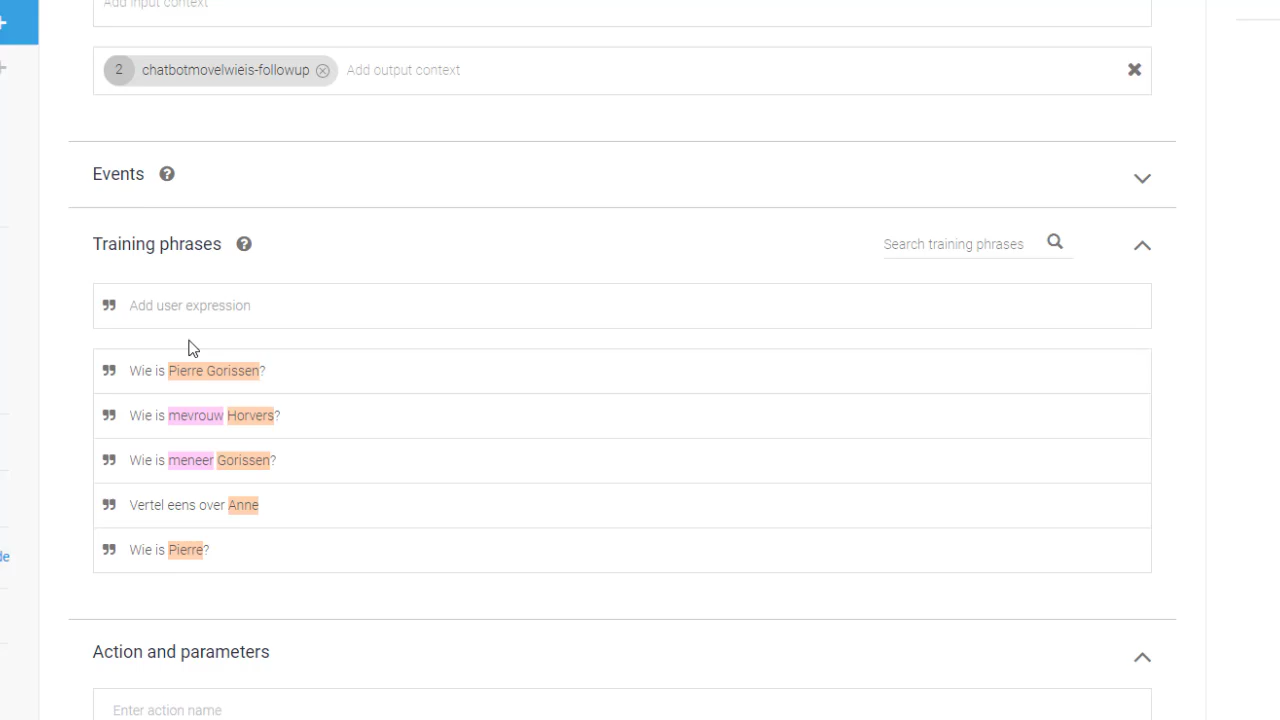 Add input context
2 chatbotmovelwieis-followup Add output context
Events
Training phrases
Search training phrases
Add user expression
Wie is Pierre Gorissen?
Wie is mevrouw Horvers?
Wie is meneer Gorissen?
Vertel eens over Anne
de
Wie is Pierre?
Action and parameters
Enter action name